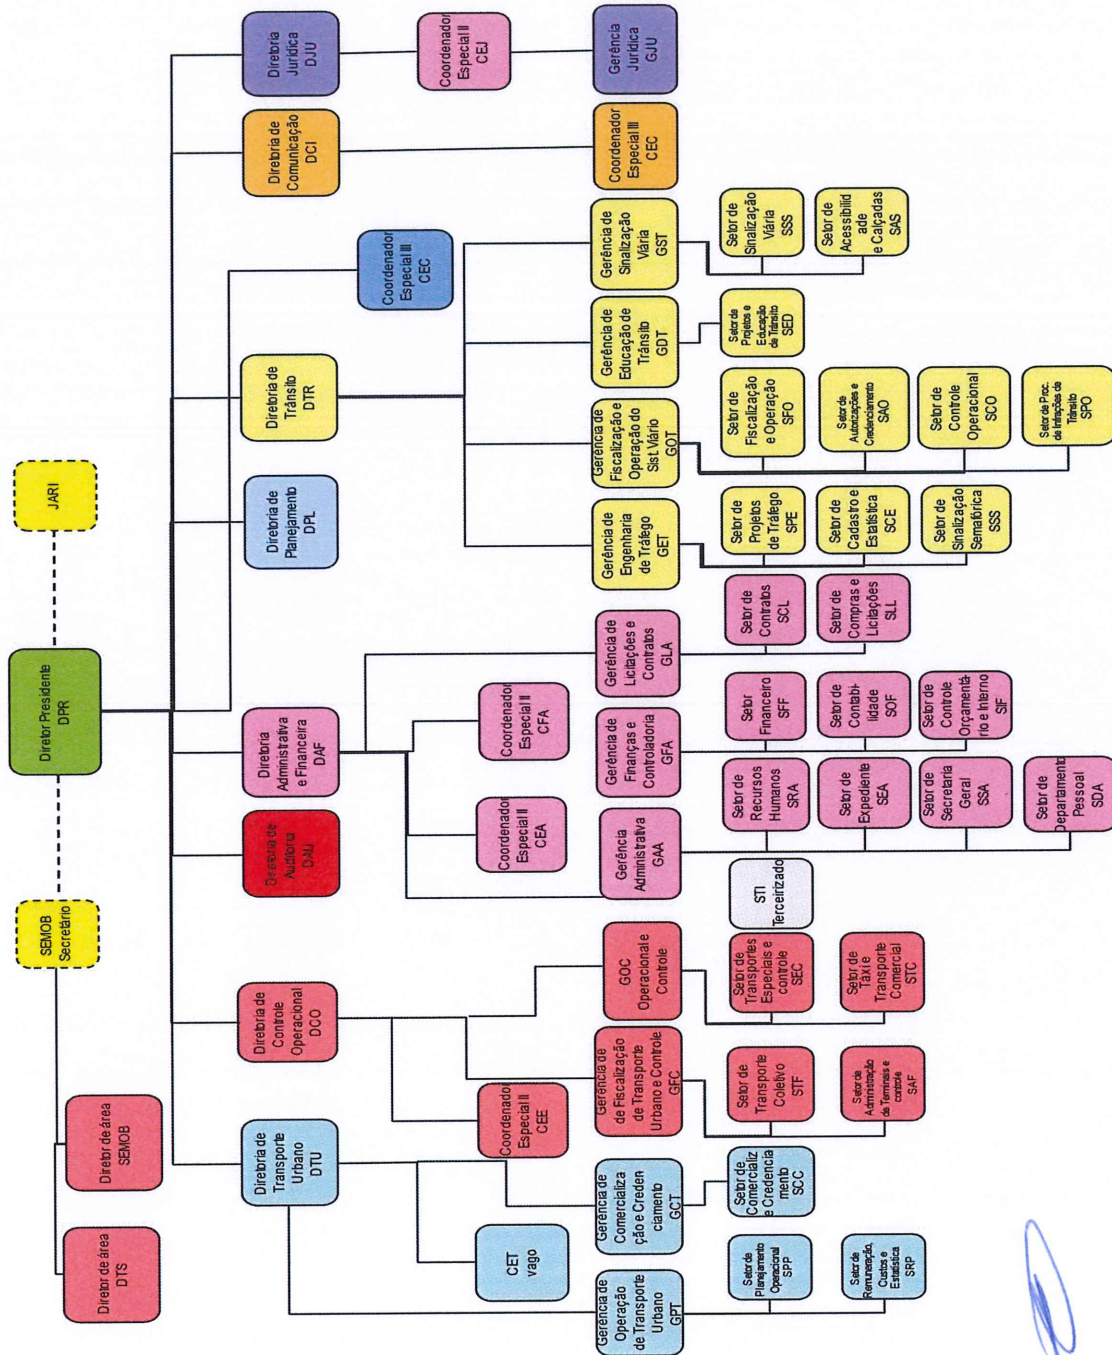 SEMOB
Secretário
Diretor Presidente
DPR
JARI
Diretor de área
DTS
Diretor de área
SEMOB
Diretoria de
Transporte
Urbano
DTU
Diretoria de
Controle
Operacional
DCO
Diretoria de
Auditoria
DAU
Diretoria
Administrativa
e Financeira
DAF
Diretoria de
Planejamento
DPL
Diretoria de
Trânsito
DTR
Diretoria de
Comunicação
DCI
Diretoria
Jurídica
DJU
Coordenador
Especial III
CEC
Coordenador
Especial II
CEJ
CET
vago
Coordenador
Especial II
CEE
Coordenador
Especial II
CEA
Coordenador
Especial II
CFA
Gerência de
Operação
de Transporte
Urbano
GPT
Gerência de
Comercializa
ção e Creden-
ciamento
GCT
Gerência de
de Fiscalização
de Transporte
Urbano e Controle
GFC
GOC
Operacional e
Controle
Gerência
Administrativa
GAA
Gerência de
Finanças e
Controladoria
GFA
Gerência de
Licitações e
Contratos
GLA
Gerência de
Engenharia
de Tráfego
GET
Gerência de
Fiscalização e
Operação do
Sist Viário
GOT
Gerência de
Educação de
Trânsito
GDT
Gerência de
Sinalização
Viária
GST
Coordenador
Especial III
CEC
Gerência
Jurídica
GJU
Setor de
Planejamento
Operacional
SPP
Setor de
Comercializ
e Credencia
mento
SCC
Setor de
Transporte
Coletivo
STF
Setor de
Transportes
Especiais e
controle
SEC
STI
Terceirizado
Setor de
Recursos
Humanos
SRA
Setor
Financeiro
SFF
Setor de
Contratos
SCL
Setor de
Projetos
de Tráfego
SPE
Setor de
Fiscalização
e Operação
SFO
Setor de
Projetos e
Educação
de Trânsito
SED
Setor de
Sinalização
Viária
SSS
Setor de
Remuneração,
Custos e
Estatística
SRP
Setor de
Administração
de Terminais e
controle
SAF
Setor de
Táxi e
Transporte
Comercial
STC
Setor de
Expediente
SEA
Setor de
Contabi-
lidade
SOF
Setor de
Compras e
Licitações
SLL
Setor de
Cadastro e
Estatística
SCE
Setor de
Autorizações e
Credenciamento
SAO
Setor de
Acessibilid
ade
e Calçadas
SAS
Setor de
Secretaria
Geral
SSA
Setor de
Controle
Orçamentá-
rio e Interno
SIF
Setor de
Sinalização
Semafórica
SSS
Setor de
Controle
Operacional
SCO
Setor de
Departamento
Pessoal
SDA
Setor de Proc.
de Infrações de
Trânsito
SPO